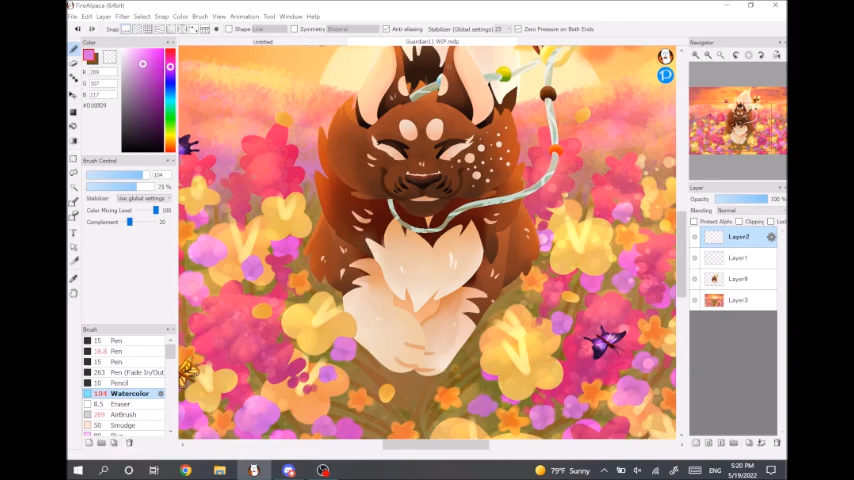 FireAlpaca (64bit)
File Edit Layer Filter Select Snap Color Brush View Animation Tool Window Help
Snap Shape Line Symmetry Bilateral Anti-aliasing Stabilizer (Global settings) 23 Zero Pressure on Both Ends
Untitled
Guardian11 WIP.mdp
Color
R 209
G 107
B 217
#D16BD9
Brush Control
104
73 %
Stabilizer Use global settings
Color Mixing Level 100
Complement 20
Brush
15 Pen
18.8 Pen
15 Pen
263 Pen (Fade In/Out
10 Pencil
104 Watercolor
8.5 Eraser
269 AirBrush
50 Smudge
Navigator
Layer
Opacity 100 %
Blending Normal
Protect Alpha Clipping
Layer2
Layer1
Layer9
Layer3
79°F Sunny
ENG
5:20 PM
5/19/2022